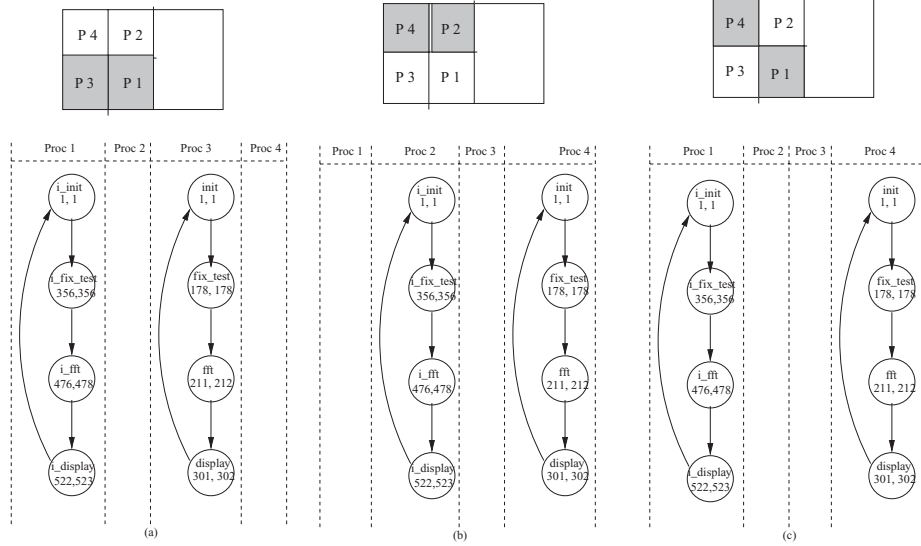 P 4
P 2
P 3
P 1
Proc 1
Proc 2
Proc 3
Proc 4
i_init
1, 1
init
1, 1
i_fix_test
356,356
fix_test
178, 178
i_fft
476,478
fft
211, 212
i_display
522,523
display
301, 302
(a)
P 4
P 2
P 3
P 1
Proc 1
Proc 2
Proc 3
Proc 4
i_init
1, 1
init
1, 1
i_fix_test
356,356
fix_test
178, 178
i_fft
476,478
fft
211, 212
i_display
522,523
display
301, 302
(b)
P 4
P 2
P 3
P 1
Proc 1
Proc 2
Proc 3
Proc 4
i_init
1, 1
init
1, 1
i_fix_test
356,356
fix_test
178, 178
i_fft
476,478
fft
211, 212
i_display
522,523
display
301, 302
(c)